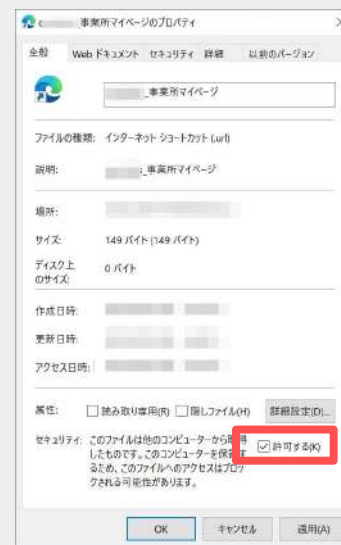 事業所マイページのプロパティ
全般 Web ドキュメント セキュリティ 詳細 以前のバージョン
_事業所マイページ
ファイルの種類: インターネット ショートカット (.url)
説明: _事業所マイページ
場所:
サイズ: 149 バイト (149 バイト)
ディスク上
のサイズ: 0 バイト
作成日時:
更新日時:
アクセス日時:
属性: 読み取り専用(R) 隠しファイル(H) 詳細設定(D)...
セキュリティ: このファイルは他のコンピューターから取得
したものです。このコンピューターを保護す
るため、このファイルへのアクセスはブロッ
クされる可能性があります。
許可する(K)
OK キャンセル 適用(A)